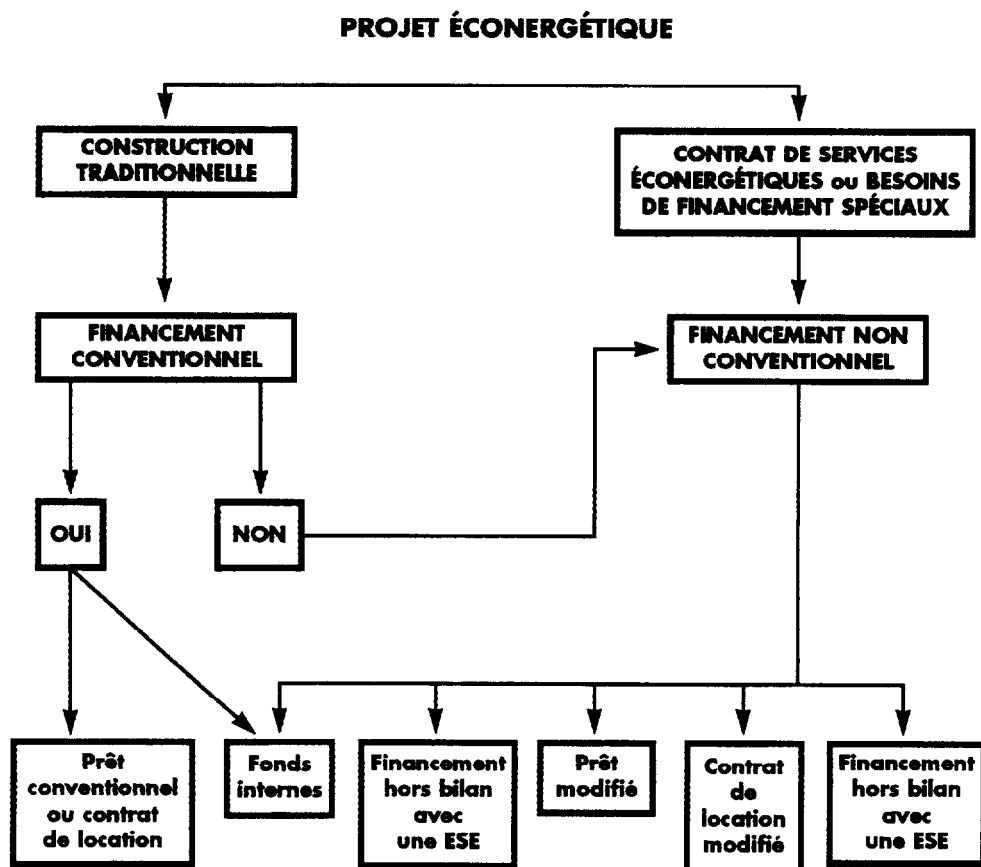 PROJET ÉCONERGÉTIQUE
CONSTRUCTION
TRADITIONNELLE
CONTRAT DE SERVICES
ÉCONERGÉTIQUES ou BESOINS
DE FINANCEMENT SPÉCIAUX
FINANCEMENT
CONVENTIONNEL
FINANCEMENT NON
CONVENTIONNEL
OUI
NON
Prêt
conventionnel
ou contrat
de location
Fonds
internes
Financement
hors bilan
avec
une ESE
Prêt
modifié
Contrat
de
location
modifié
Financement
hors bilan
avec
une ESE